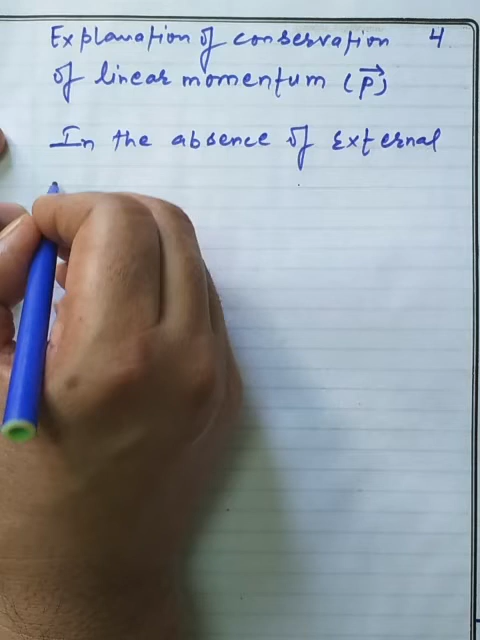 Explanation of conservation 4
of linear momentum (p⃗)
In the absence of External